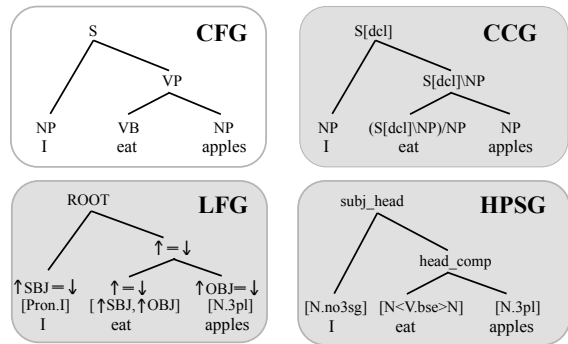 CFG
S
VP
NP VB NP
I eat apples
CCG
S[dcl]
S[dcl]\NP
NP (S[dcl]\NP)/NP NP
I eat apples
LFG
ROOT
↑=↓
↑SBJ=↓ ↑=↓ ↑OBJ=↓
[Pron.I] [↑SBJ,↑OBJ] [N.3pl]
I eat apples
HPSG
subj_head
head_comp
[N.no3sg] [N<V.bse>N] [N.3pl]
I eat apples